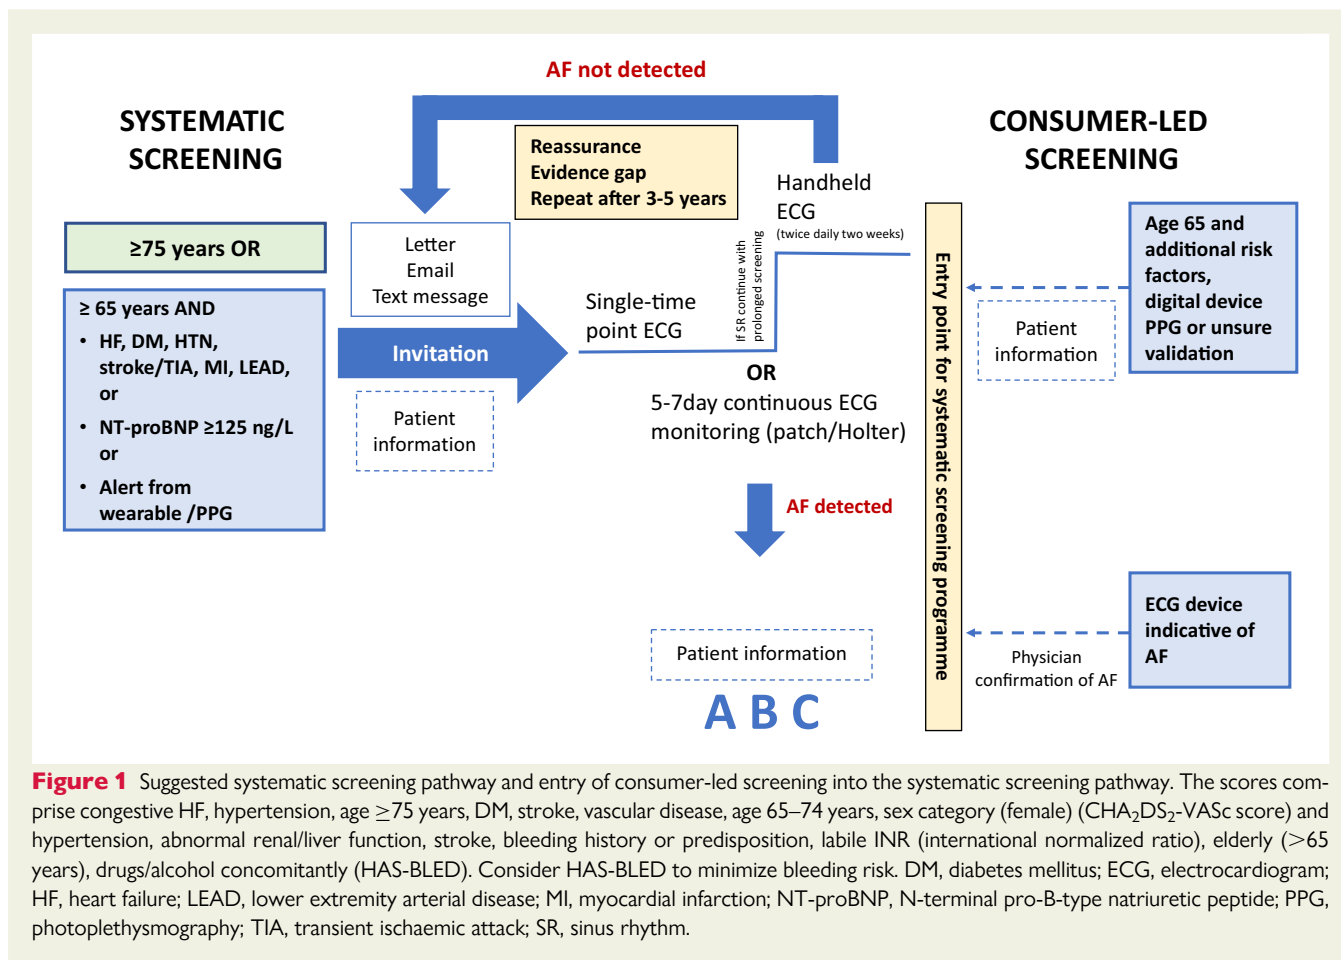 AF not detected
SYSTEMATIC
SCREENING
CONSUMER-LED
SCREENING
Reassurance
Evidence gap
Repeat after 3-5 years
≥75 years OR
≥ 65 years AND
• HF, DM, HTN,
stroke/TIA, MI, LEAD,
or
• NT-proBNP ≥125 ng/L
or
• Alert from
wearable /PPG
Letter
Email
Text message
Invitation
Patient
information
Single-time
point ECG
If SR continue with
prolonged screening
Handheld
ECG
(twice daily two weeks)
OR
5-7day continuous ECG
monitoring (patch/Holter)
AF detected
Patient information
A B C
Entry point for systematic screening programme
Age 65 and
additional risk
factors,
digital device
PPG or unsure
validation
Patient
information
ECG device
indicative of
AF
Physician
confirmation of AF
Figure 1 Suggested systematic screening pathway and entry of consumer-led screening into the systematic screening pathway. The scores com-
prise congestive HF, hypertension, age ≥75 years, DM, stroke, vascular disease, age 65–74 years, sex category (female) (CHA₂DS₂-VASc score) and
hypertension, abnormal renal/liver function, stroke, bleeding history or predisposition, labile INR (international normalized ratio), elderly (>65
years), drugs/alcohol concomitantly (HAS-BLED). Consider HAS-BLED to minimize bleeding risk. DM, diabetes mellitus; ECG, electrocardiogram;
HF, heart failure; LEAD, lower extremity arterial disease; MI, myocardial infarction; NT-proBNP, N-terminal pro-B-type natriuretic peptide; PPG,
photoplethysmography; TIA, transient ischaemic attack; SR, sinus rhythm.